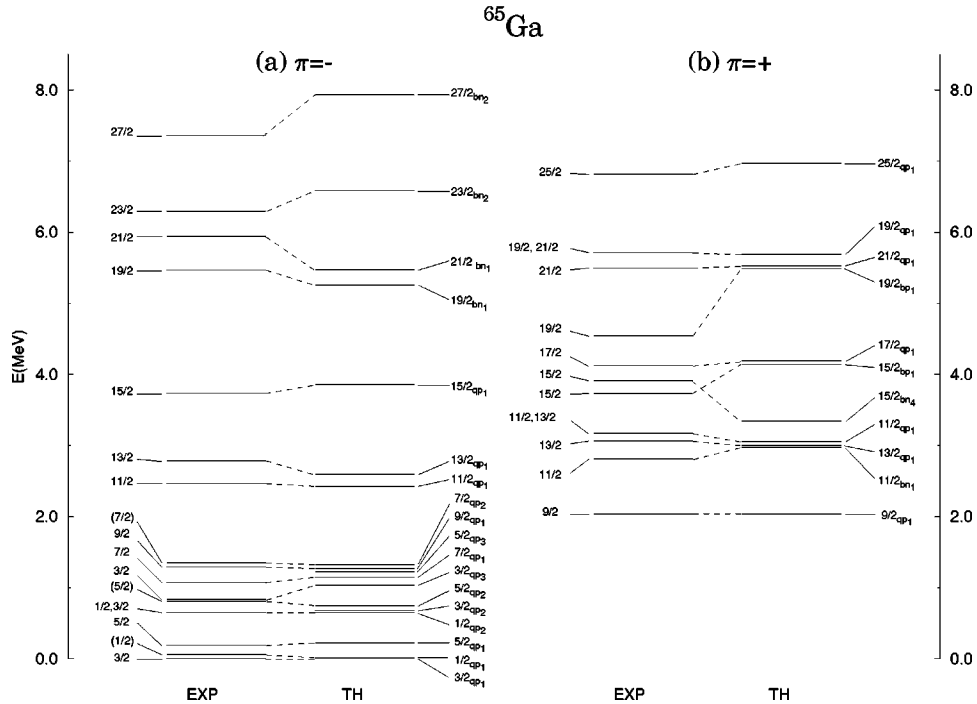 ⁶⁵Ga
(a) π=-
(b) π=+
E(MeV)
8.0
6.0
4.0
2.0
0.0
27/2
23/2
21/2
19/2
15/2
13/2
11/2
(7/2)
9/2
7/2
3/2
(5/2)
1/2,3/2
5/2
(1/2)
3/2
27/2bn2
23/2bn2
21/2bn1
19/2bn1
15/2qp1
13/2qp1
11/2qp1
7/2qp2
9/2qp1
5/2qp3
7/2qp1
3/2qp3
5/2qp2
3/2qp2
1/2qp2
5/2qp1
1/2qp1
3/2qp1
EXP
TH
25/2
19/2, 21/2
21/2
19/2
17/2
15/2
15/2
11/2,13/2
13/2
11/2
9/2
25/2qp1
19/2qp1
21/2qp1
19/2bp1
17/2qp1
15/2bp1
15/2bn4
11/2qp1
13/2qp1
11/2bn1
9/2qp1
EXP
TH
8.0
6.0
4.0
2.0
0.0